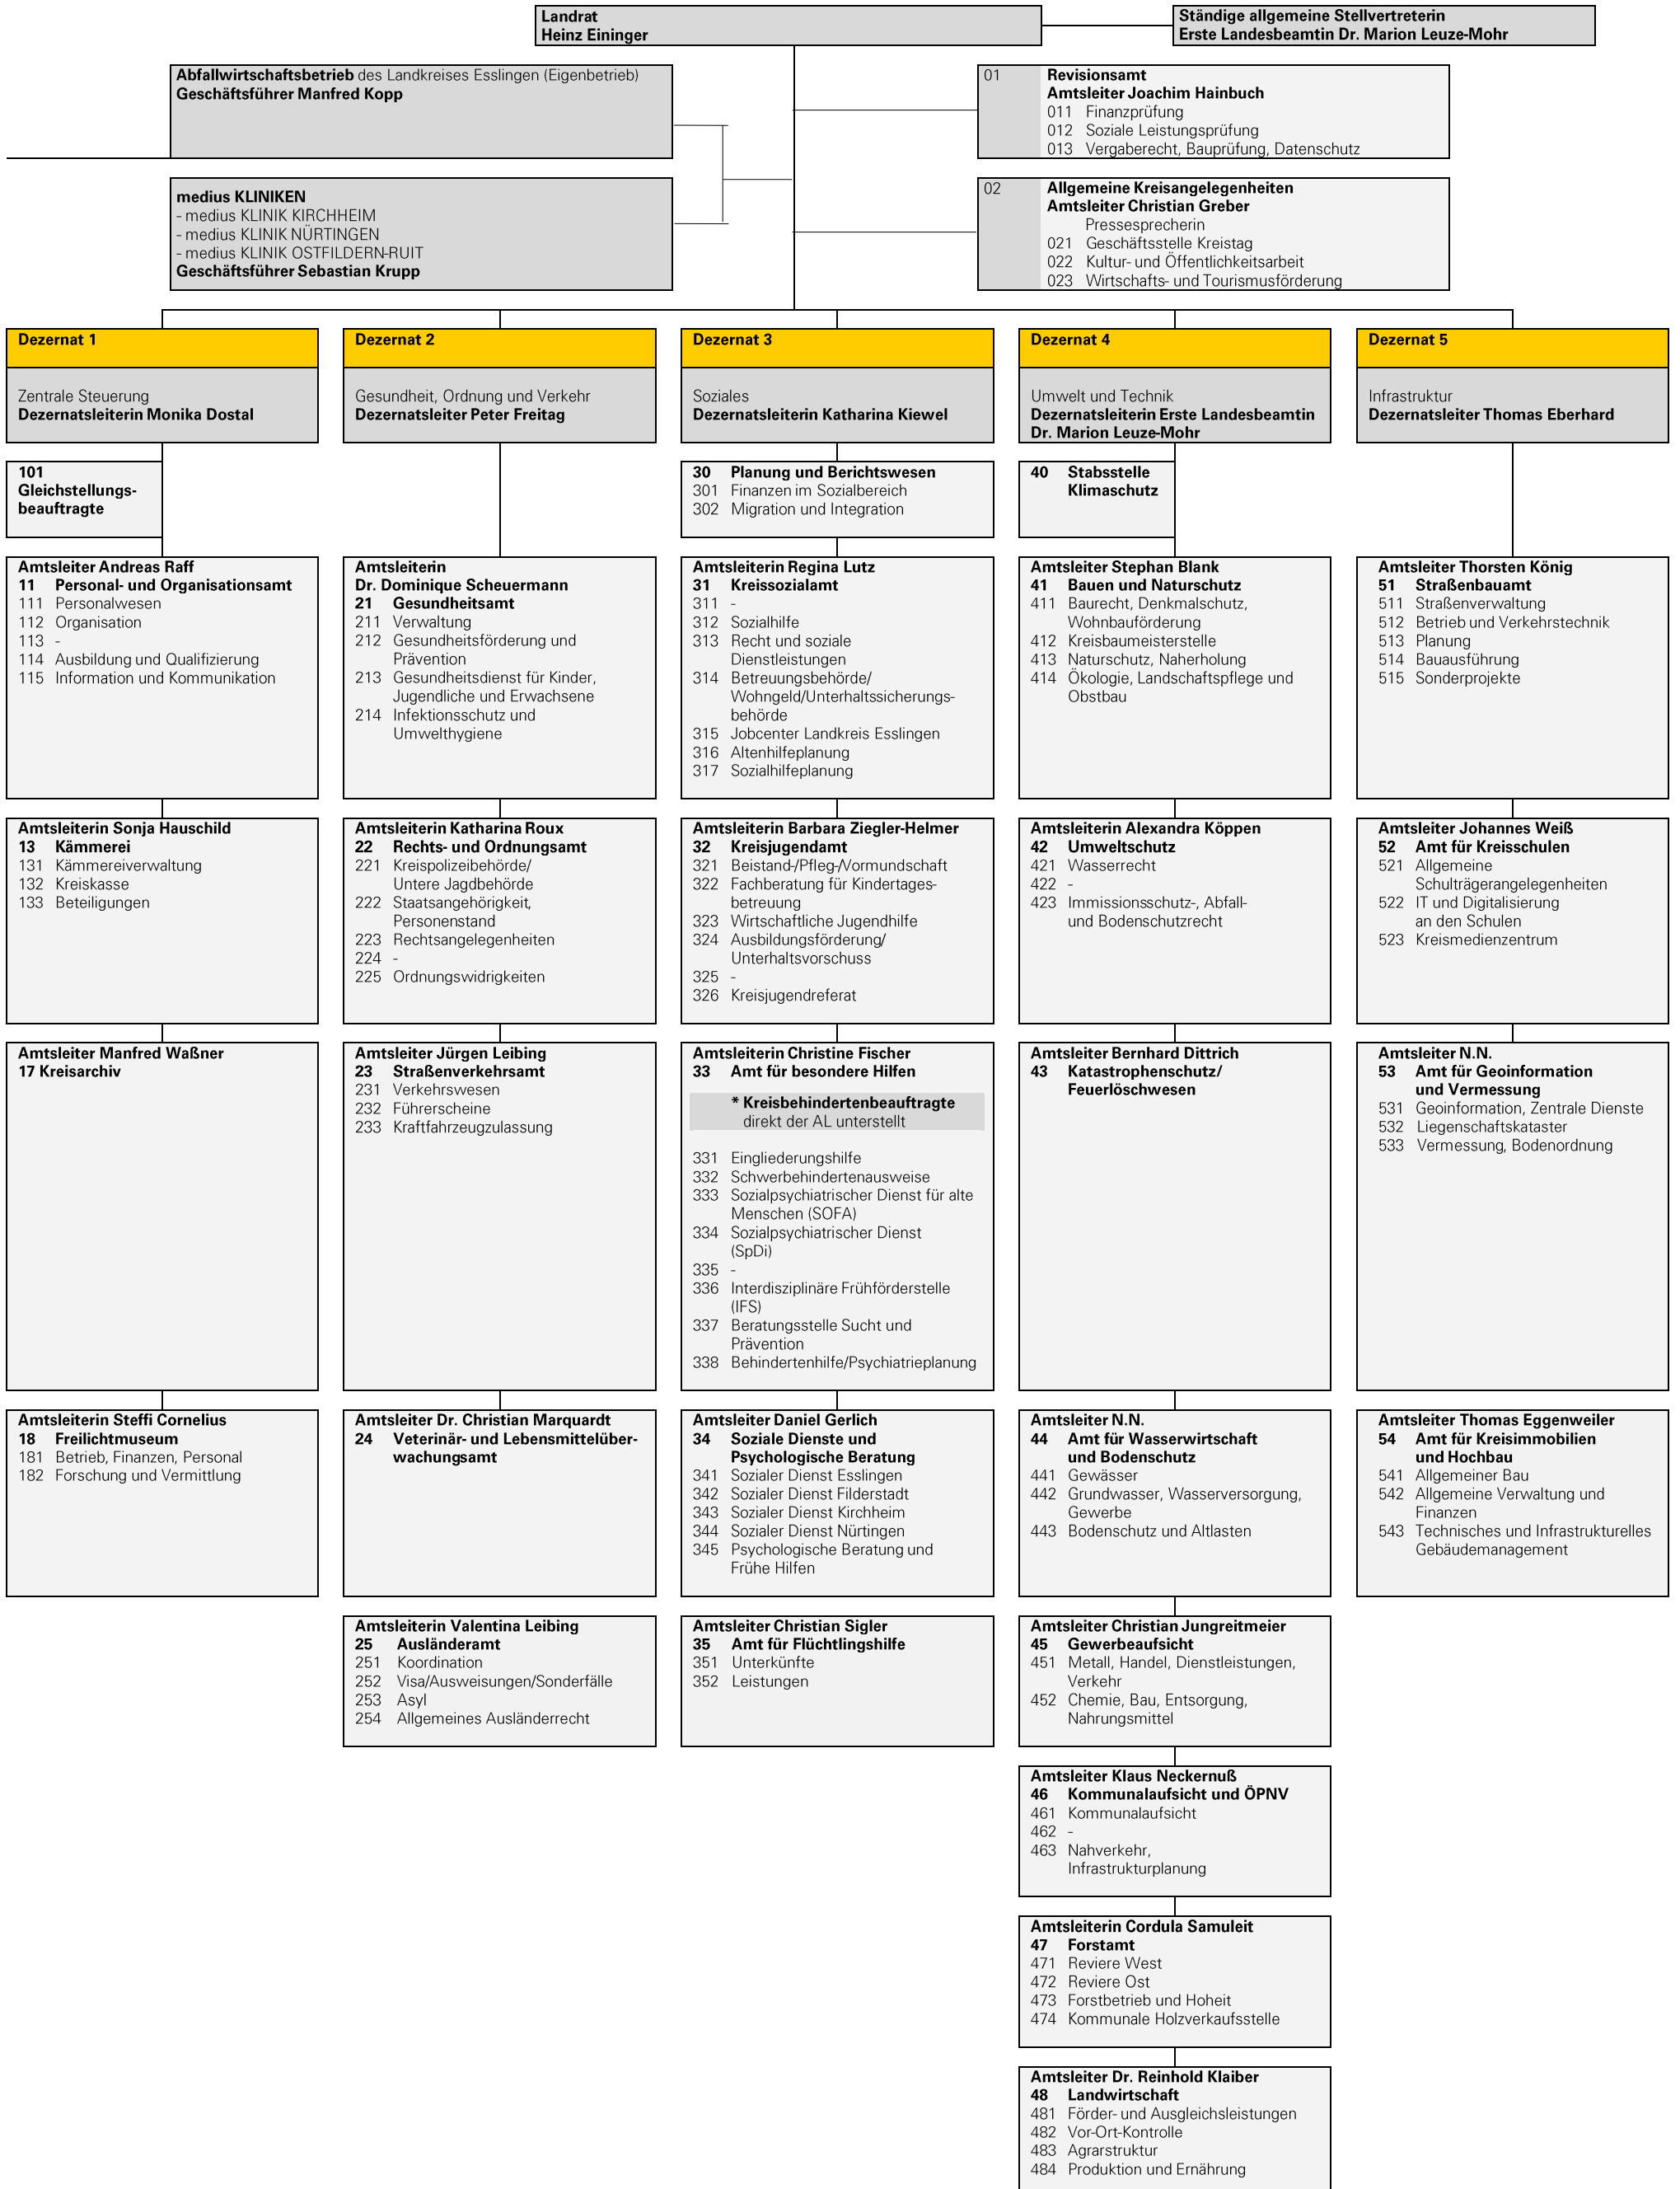 Landrat
Heinz Eininger
Ständige allgemeine Stellvertreterin
Erste Landesbeamtin Dr. Marion Leuze-Mohr
Abfallwirtschaftsbetrieb des Landkreises Esslingen (Eigenbetrieb)
Geschäftsführer Manfred Kopp
01 Revisionsamt
Amtsleiter Joachim Hainbuch
011 Finanzprüfung
012 Soziale Leistungsprüfung
013 Vergaberecht, Bauprüfung, Datenschutz
medius KLINIKEN
- medius KLINIK KIRCHHEIM
- medius KLINIK NÜRTINGEN
- medius KLINIK OSTFILDERN-RUIT
Geschäftsführer Sebastian Krupp
02 Allgemeine Kreisangelegenheiten
Amtsleiter Christian Greber
Pressesprecherin
021 Geschäftsstelle Kreistag
022 Kultur- und Öffentlichkeitsarbeit
023 Wirtschafts- und Tourismusförderung
Dezernat 1
Zentrale Steuerung
Dezernatsleiterin Monika Dostal
101
Gleichstellungs-
beauftragte
Amtsleiter Andreas Raff
11 Personal- und Organisationsamt
111 Personalwesen
112 Organisation
113 -
114 Ausbildung und Qualifizierung
115 Information und Kommunikation
Amtsleiterin Sonja Hauschild
13 Kämmerei
131 Kämmereiverwaltung
132 Kreiskasse
133 Beteiligungen
Amtsleiter Manfred Waßner
17 Kreisarchiv
Amtsleiterin Steffi Cornelius
18 Freilichtmuseum
181 Betrieb, Finanzen, Personal
182 Forschung und Vermittlung
Dezernat 2
Gesundheit, Ordnung und Verkehr
Dezernatsleiter Peter Freitag
Amtsleiterin
Dr. Dominique Scheuermann
21 Gesundheitsamt
211 Verwaltung
212 Gesundheitsförderung und
Prävention
213 Gesundheitsdienst für Kinder,
Jugendliche und Erwachsene
214 Infektionsschutz und
Umwelthygiene
Amtsleiterin Katharina Roux
22 Rechts- und Ordnungsamt
221 Kreispolizeibehörde/
Untere Jagdbehörde
222 Staatsangehörigkeit,
Personenstand
223 Rechtsangelegenheiten
224 -
225 Ordnungswidrigkeiten
Amtsleiter Jürgen Leibing
23 Straßenverkehrsamt
231 Verkehrswesen
232 Führerscheine
233 Kraftfahrzeugzulassung
Amtsleiter Dr. Christian Marquardt
24 Veterinär- und Lebensmittelüber-
wachungsamt
Amtsleiterin Valentina Leibing
25 Ausländeramt
251 Koordination
252 Visa/Ausweisungen/Sonderfälle
253 Asyl
254 Allgemeines Ausländerrecht
Dezernat 3
Soziales
Dezernatsleiterin Katharina Kiewel
30 Planung und Berichtswesen
301 Finanzen im Sozialbereich
302 Migration und Integration
Amtsleiterin Regina Lutz
31 Kreissozialamt
311 -
312 Sozialhilfe
313 Recht und soziale
Dienstleistungen
314 Betreuungsbehörde/
Wohngeld/Unterhaltssicherungs-
behörde
315 Jobcenter Landkreis Esslingen
316 Altenhilfeplanung
317 Sozialhilfeplanung
Amtsleiterin Barbara Ziegler-Helmer
32 Kreisjugendamt
321 Beistand-/Pfleg-/Vormundschaft
322 Fachberatung für Kindertages-
betreuung
323 Wirtschaftliche Jugendhilfe
324 Ausbildungsförderung/
Unterhaltsvorschuss
325 -
326 Kreisjugendreferat
Amtsleiterin Christine Fischer
33 Amt für besondere Hilfen
* Kreisbehindertenbeauftragte
direkt der AL unterstellt
331 Eingliederungshilfe
332 Schwerbehindertenausweise
333 Sozialpsychiatrischer Dienst für alte
Menschen (SOFA)
334 Sozialpsychiatrischer Dienst
(SpDi)
335 -
336 Interdisziplinäre Frühförderstelle
(IFS)
337 Beratungsstelle Sucht und
Prävention
338 Behindertenhilfe/Psychiatrieplanung
Amtsleiter Daniel Gerlich
34 Soziale Dienste und
Psychologische Beratung
341 Sozialer Dienst Esslingen
342 Sozialer Dienst Filderstadt
343 Sozialer Dienst Kirchheim
344 Sozialer Dienst Nürtingen
345 Psychologische Beratung und
Frühe Hilfen
Amtsleiter Christian Sigler
35 Amt für Flüchtlingshilfe
351 Unterkünfte
352 Leistungen
Dezernat 4
Umwelt und Technik
Dezernatsleiterin Erste Landesbeamtin
Dr. Marion Leuze-Mohr
40 Stabsstelle
Klimaschutz
Amtsleiter Stephan Blank
41 Bauen und Naturschutz
411 Baurecht, Denkmalschutz,
Wohnbauförderung
412 Kreisbaumeisterstelle
413 Naturschutz, Naherholung
414 Ökologie, Landschaftspflege und
Obstbau
Amtsleiterin Alexandra Köppen
42 Umweltschutz
421 Wasserrecht
422 -
423 Immissionsschutz-, Abfall-
und Bodenschutzrecht
Amtsleiter Bernhard Dittrich
43 Katastrophenschutz/
Feuerlöschwesen
Amtsleiter N.N.
44 Amt für Wasserwirtschaft
und Bodenschutz
441 Gewässer
442 Grundwasser, Wasserversorgung,
Gewerbe
443 Bodenschutz und Altlasten
Amtsleiter Christian Jungreitmeier
45 Gewerbeaufsicht
451 Metall, Handel, Dienstleistungen,
Verkehr
452 Chemie, Bau, Entsorgung,
Nahrungsmittel
Amtsleiter Klaus Neckernuß
46 Kommunalaufsicht und ÖPNV
461 Kommunalaufsicht
462 -
463 Nahverkehr,
Infrastrukturplanung
Amtsleiterin Cordula Samuleit
47 Forstamt
471 Reviere West
472 Reviere Ost
473 Forstbetrieb und Hoheit
474 Kommunale Holzverkaufsstelle
Amtsleiter Dr. Reinhold Klaiber
48 Landwirtschaft
481 Förder- und Ausgleichsleistungen
482 Vor-Ort-Kontrolle
483 Agrarstruktur
484 Produktion und Ernährung
Dezernat 5
Infrastruktur
Dezernatsleiter Thomas Eberhard
Amtsleiter Thorsten König
51 Straßenbauamt
511 Straßenverwaltung
512 Betrieb und Verkehrstechnik
513 Planung
514 Bauausführung
515 Sonderprojekte
Amtsleiter Johannes Weiß
52 Amt für Kreisschulen
521 Allgemeine
Schulträgerangelegenheiten
522 IT und Digitalisierung
an den Schulen
523 Kreismedienzentrum
Amtsleiter N.N.
53 Amt für Geoinformation
und Vermessung
531 Geoinformation, Zentrale Dienste
532 Liegenschaftskataster
533 Vermessung, Bodenordnung
Amtsleiter Thomas Eggenweiler
54 Amt für Kreisimmobilien
und Hochbau
541 Allgemeiner Bau
542 Allgemeine Verwaltung und
Finanzen
543 Technisches und Infrastrukturelles
Gebäudemanagement